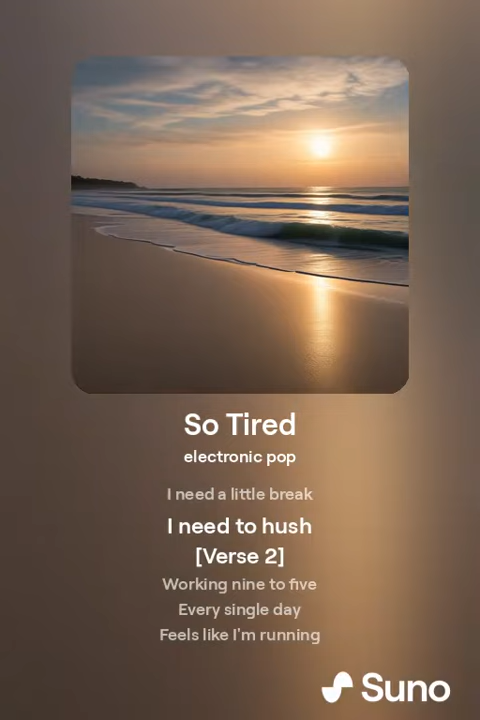 So Tired
electronic pop
I need a little break
I need to hush
[Verse 2]
Working nine to five
Every single day
Feels like I'm running
Suno